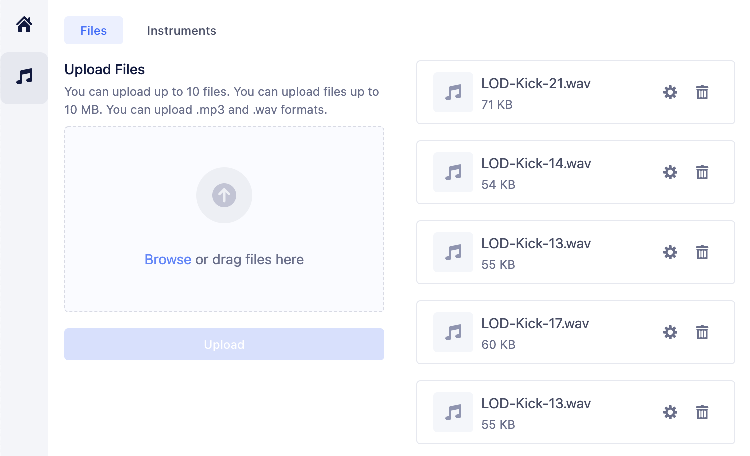 Files
Instruments
Upload Files
You can upload up to 10 files. You can upload files up to
10 MB. You can upload .mp3 and .wav formats.
Browse or drag files here
Upload
LOD-Kick-21.wav
71 KB
LOD-Kick-14.wav
54 KB
LOD-Kick-13.wav
55 KB
LOD-Kick-17.wav
60 KB
LOD-Kick-13.wav
55 KB